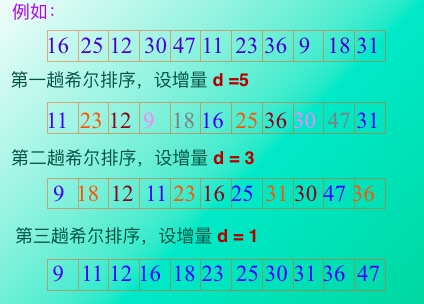 例如：
16 25 12 30 47 11 23 36 9 18 31
第一趟希尔排序，设增量 d =5
11 23 12 9 18 16 25 36 30 47 31
第二趟希尔排序，设增量 d = 3
9 18 12 11 23 16 25 31 30 47 36
第三趟希尔排序，设增量 d = 1
9 11 12 16 18 23 25 30 31 36 47